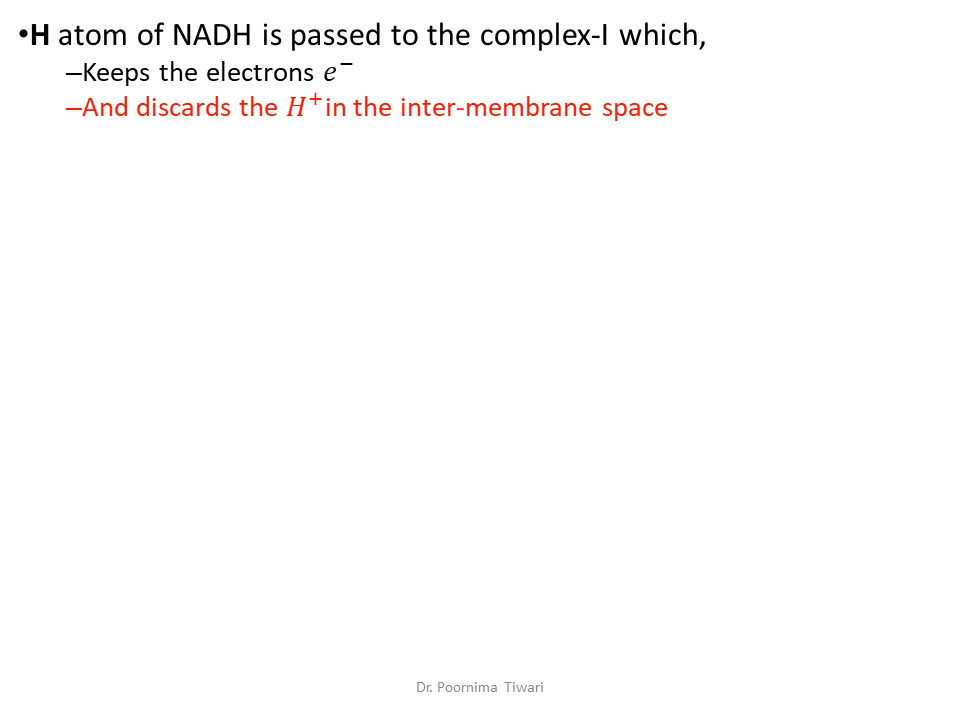 •H atom of NADH is passed to the complex-I which,
–Keeps the electrons e⁻
–And discards the H⁺ in the inter-membrane space
Dr. Poornima Tiwari